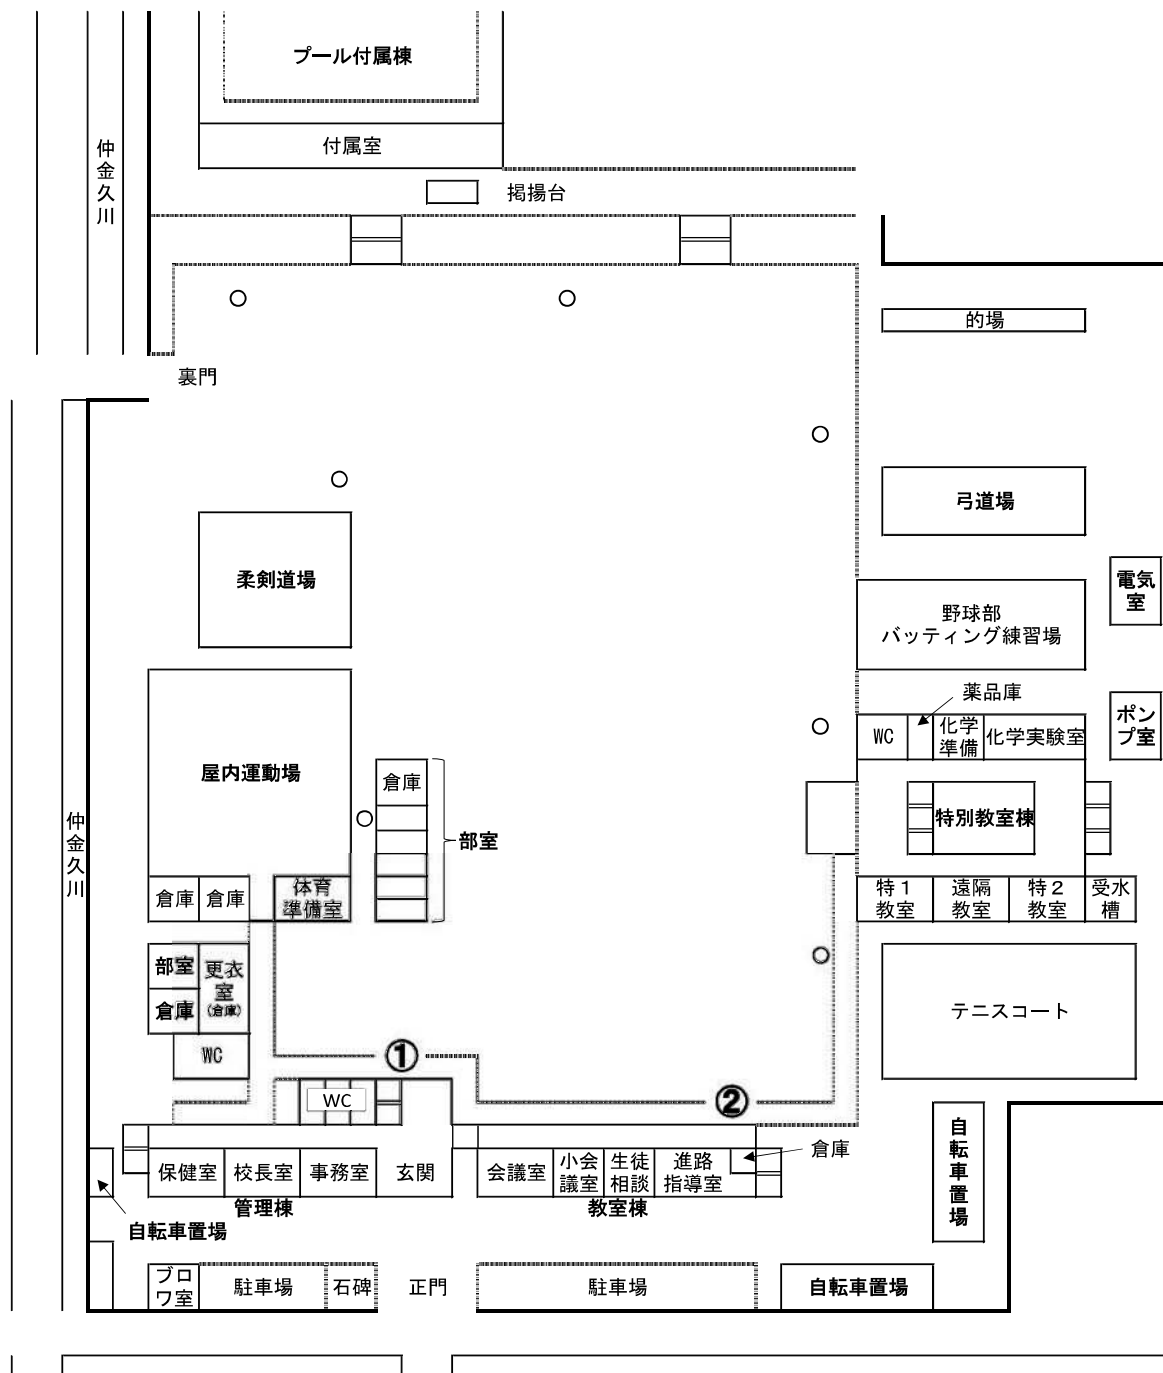 プール付属棟
仲金久川
付属室
掲揚台
的場
裏門
弓道場
柔剣道場
電気
室
野球部
バッティング練習場
薬品庫
WC
化学
準備
化学実験室
ポン
プ室
屋内運動場
倉庫
部室
特別教室棟
仲金久川
倉庫
倉庫
体育
準備室
特1
教室
遠隔
教室
特2
教室
受水
槽
部室
更衣
室
(倉庫)
倉庫
テニスコート
WC
①
②
WC
自転車置場
倉庫
保健室
校長室
事務室
玄関
会議室
小会
議室
生徒
相談
進路
指導室
管理棟
教室棟
自転車置場
ブロ
ワ室
駐車場
石碑
正門
駐車場
自転車置場